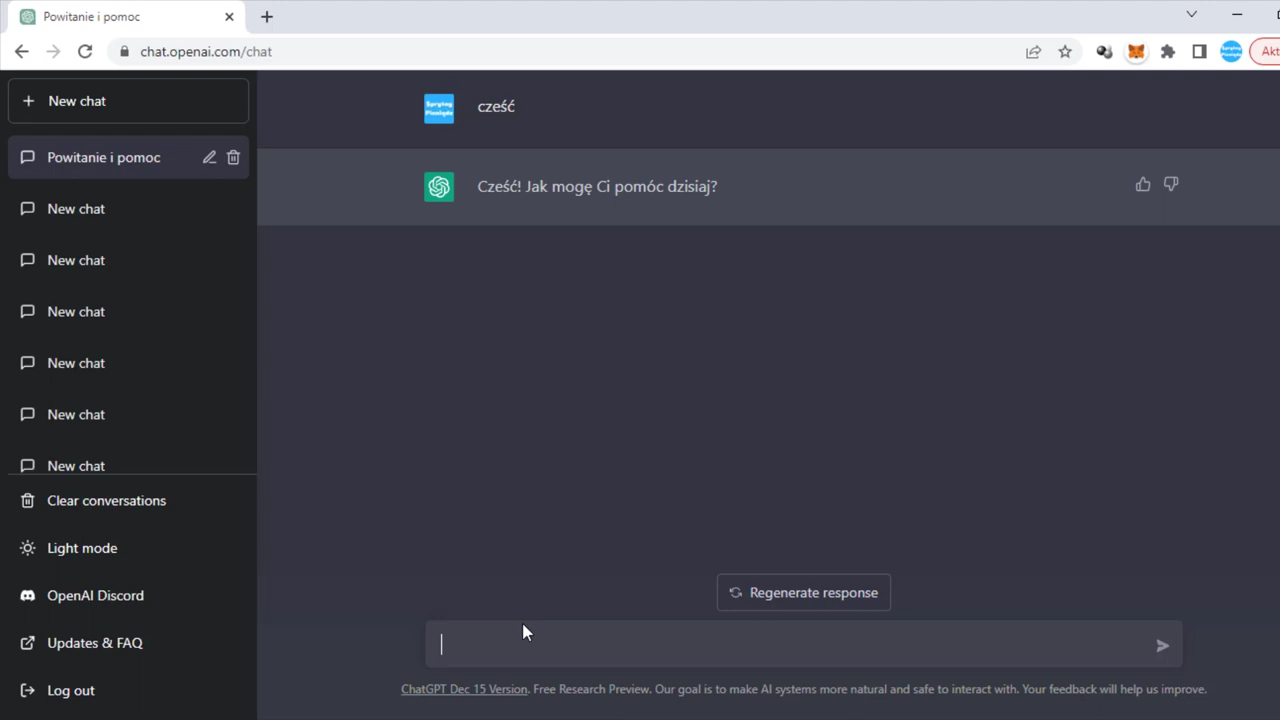 Powitanie i pomoc
chat.openai.com/chat
Akt
New chat
Powitanie i pomoc
New chat
New chat
New chat
New chat
New chat
New chat
Clear conversations
Light mode
OpenAI Discord
Updates & FAQ
Log out
Sprytny
Pieniądz
cześć
Cześć! Jak mogę Ci pomóc dzisiaj?
Regenerate response
ChatGPT Dec 15 Version. Free Research Preview. Our goal is to make AI systems more natural and safe to interact with. Your feedback will help us improve.